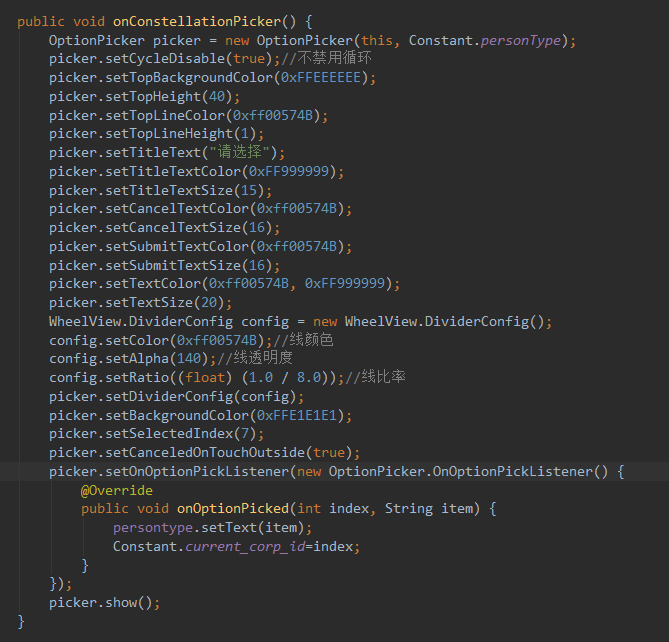 public void onConstellationPicker() {
OptionPicker picker = new OptionPicker(this, Constant.personType);
picker.setCycleDisable(true);//不禁用循环
picker.setTopBackgroundColor(0xFFEEEEEE);
picker.setTopHeight(40);
picker.setTopLineColor(0xff00574B);
picker.setTopLineHeight(1);
picker.setTitleText("请选择");
picker.setTitleTextColor(0xFF999999);
picker.setTitleTextSize(15);
picker.setCancelTextColor(0xff00574B);
picker.setCancelTextSize(16);
picker.setSubmitTextColor(0xff00574B);
picker.setSubmitTextSize(16);
picker.setTextColor(0xff00574B, 0xFF999999);
picker.setTextSize(20);
WheelView.DividerConfig config = new WheelView.DividerConfig();
config.setColor(0xff00574B);//线颜色
config.setAlpha(140);//线透明度
config.setRatio((float) (1.0 / 8.0));//线比率
picker.setDividerConfig(config);
picker.setBackgroundColor(0xFFE1E1E1);
picker.setSelectedIndex(7);
picker.setCanceledOnTouchOutside(true);
picker.setOnOptionPickListener(new OptionPicker.OnOptionPickListener() {
@Override
public void onOptionPicked(int index, String item) {
persontype.setText(item);
Constant.current_corp_id=index;
}
});
picker.show();
}